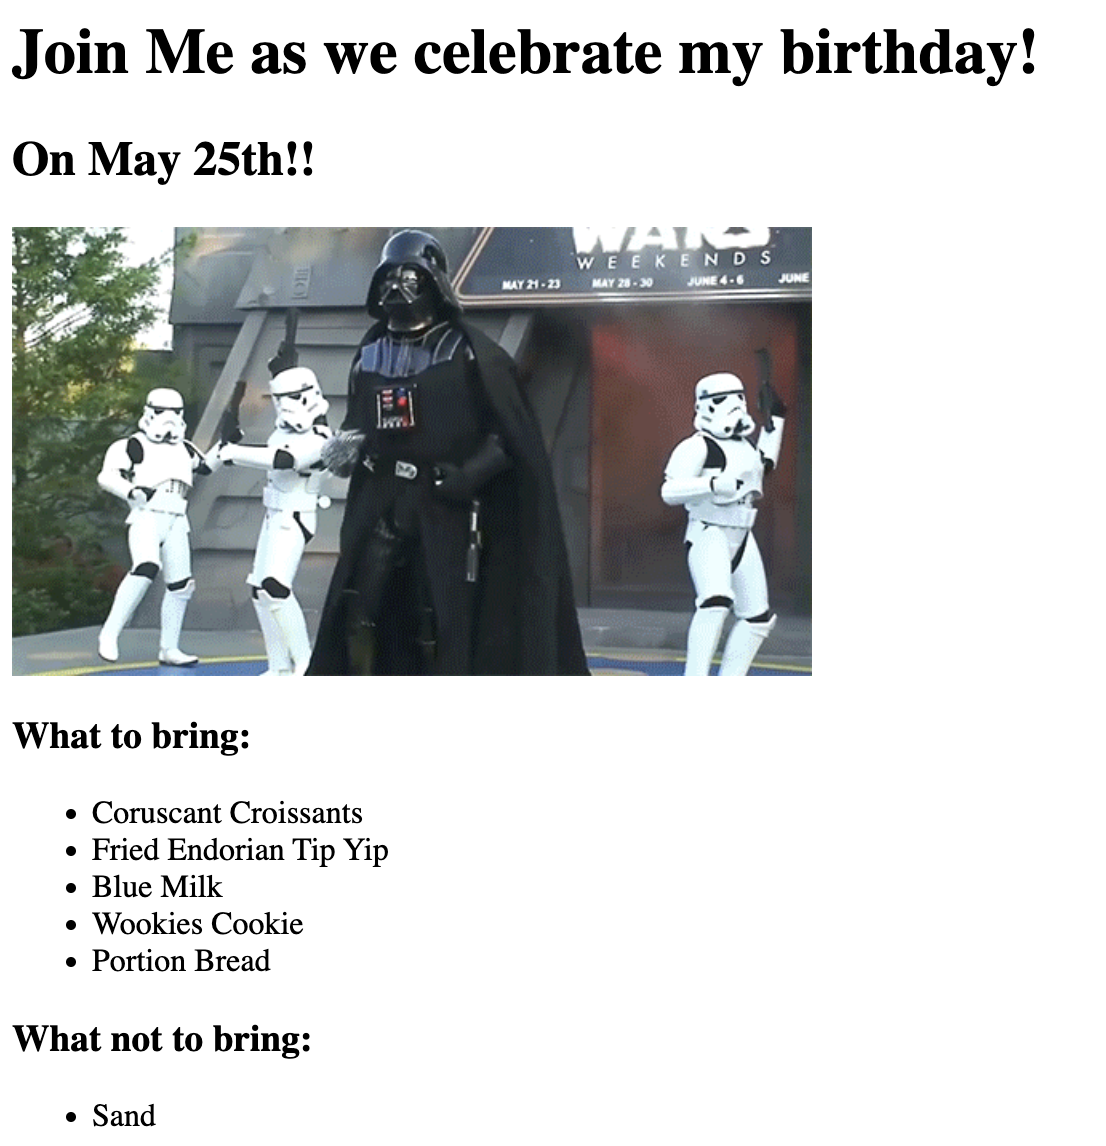 Join Me as we celebrate my birthday!
On May 25th!!
WARS
WEEKENDS
MAY 21 - 23 MAY 28 - 30 JUNE 4 - 6 JUNE
What to bring:
Coruscant Croissants
Fried Endorian Tip Yip
Blue Milk
Wookies Cookie
Portion Bread
What not to bring:
Sand